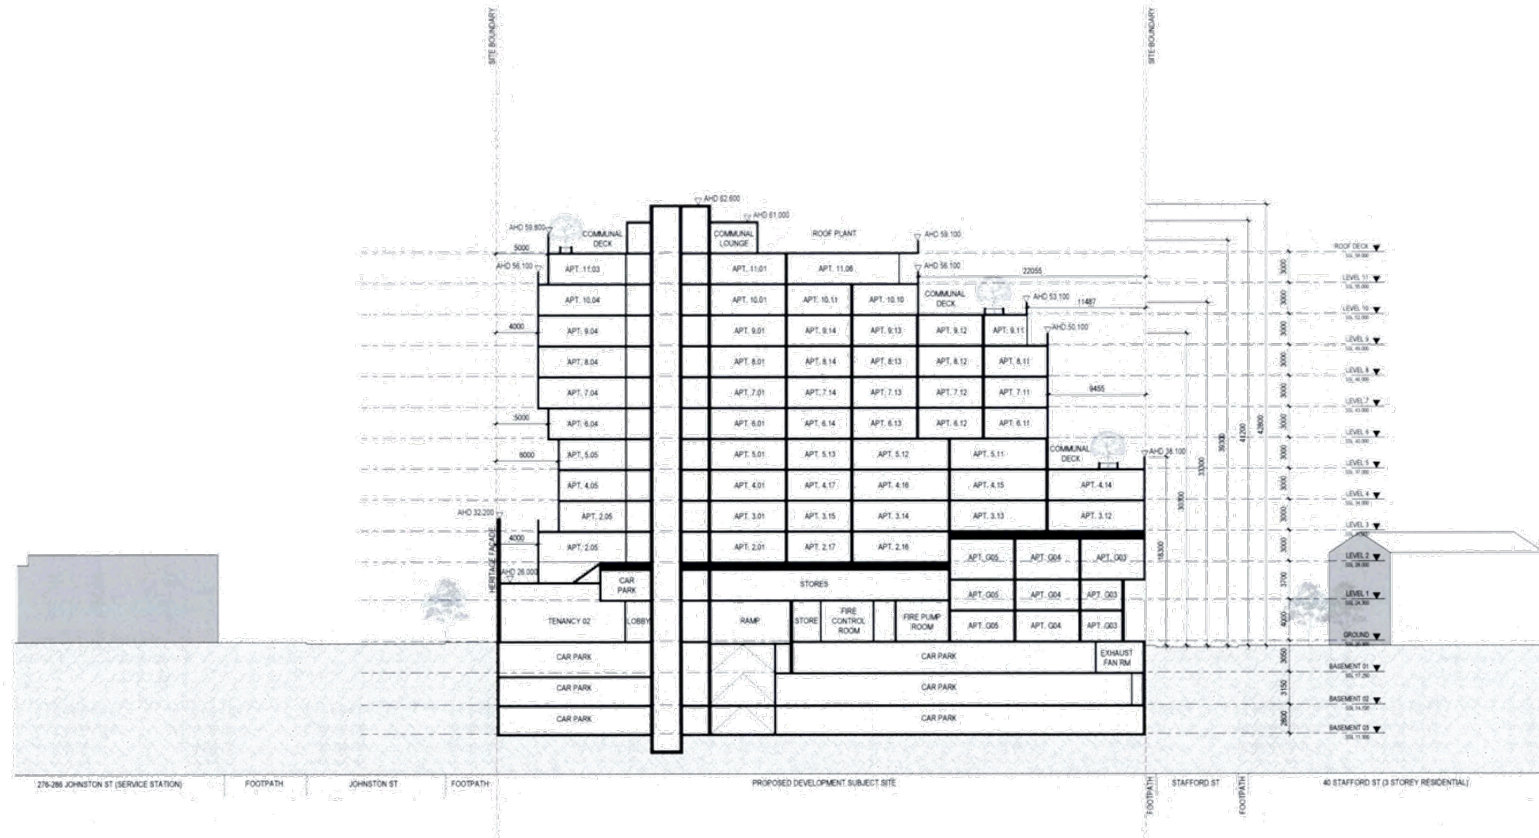 SITE BOUNDARY
SITE BOUNDARY
AHD 62.600
AHD 61.000
AHD 59.800
COMMUNAL DECK
COMMUNAL LOUNGE
ROOF PLANT
AHD 59.100
5000
ROOF DECK
AHD 56.100
APT. 11.03
APT. 11.01
APT. 11.06
AHD 56.100
22055
3000
LEVEL 11
APT. 10.04
APT. 10.01
APT. 10.11
APT. 10.10
COMMUNAL DECK
AHD 53.100
11487
3000
LEVEL 10
4000
APT. 9.04
APT. 9.01
APT. 9.14
APT. 9.13
APT. 9.12
APT. 9.11
AHD 50.100
3000
LEVEL 9
APT. 8.04
APT. 8.01
APT. 8.14
APT. 8.13
APT. 8.12
APT. 8.11
3000
LEVEL 8
APT. 7.04
APT. 7.01
APT. 7.14
APT. 7.13
APT. 7.12
APT. 7.11
9455
3000
LEVEL 7
5000
APT. 6.04
APT. 6.01
APT. 6.14
APT. 6.13
APT. 6.12
APT. 6.11
3000
LEVEL 6
6000
APT. 5.05
APT. 5.01
APT. 5.13
APT. 5.12
APT. 5.11
COMMUNAL DECK
AHD 38.100
39300
41200
42800
3000
LEVEL 5
APT. 4.05
APT. 4.01
APT. 4.17
APT. 4.16
APT. 4.15
APT. 4.14
33300
3000
LEVEL 4
AHD 32.200
APT. 2.06
APT. 3.01
APT. 3.15
APT. 3.14
APT. 3.13
APT. 3.12
30300
3000
LEVEL 3
HERITAGE FACADE
4000
APT. 2.05
APT. 2.01
APT. 2.17
APT. 2.16
APT. G05
APT. G04
APT. G03
18300
3000
LEVEL 2
AHD 26.000
CAR PARK
STORES
APT. G05
APT. G04
APT. G03
3700
LEVEL 1
TENANCY 02
LOBBY
RAMP
STORE
FIRE CONTROL ROOM
FIRE PUMP ROOM
APT. G05
APT. G04
APT. G03
4000
GROUND
CAR PARK
CAR PARK
EXHAUST FAN RM
3050
BASEMENT 01
CAR PARK
CAR PARK
3150
BASEMENT 02
CAR PARK
CAR PARK
2800
BASEMENT 03
276-286 JOHNSTON ST (SERVICE STATION)
FOOTPATH
JOHNSTON ST
FOOTPATH
PROPOSED DEVELOPMENT SUBJECT SITE
FOOTPATH
STAFFORD ST
FOOTPATH
40 STAFFORD ST (3 STOREY RESIDENTIAL)